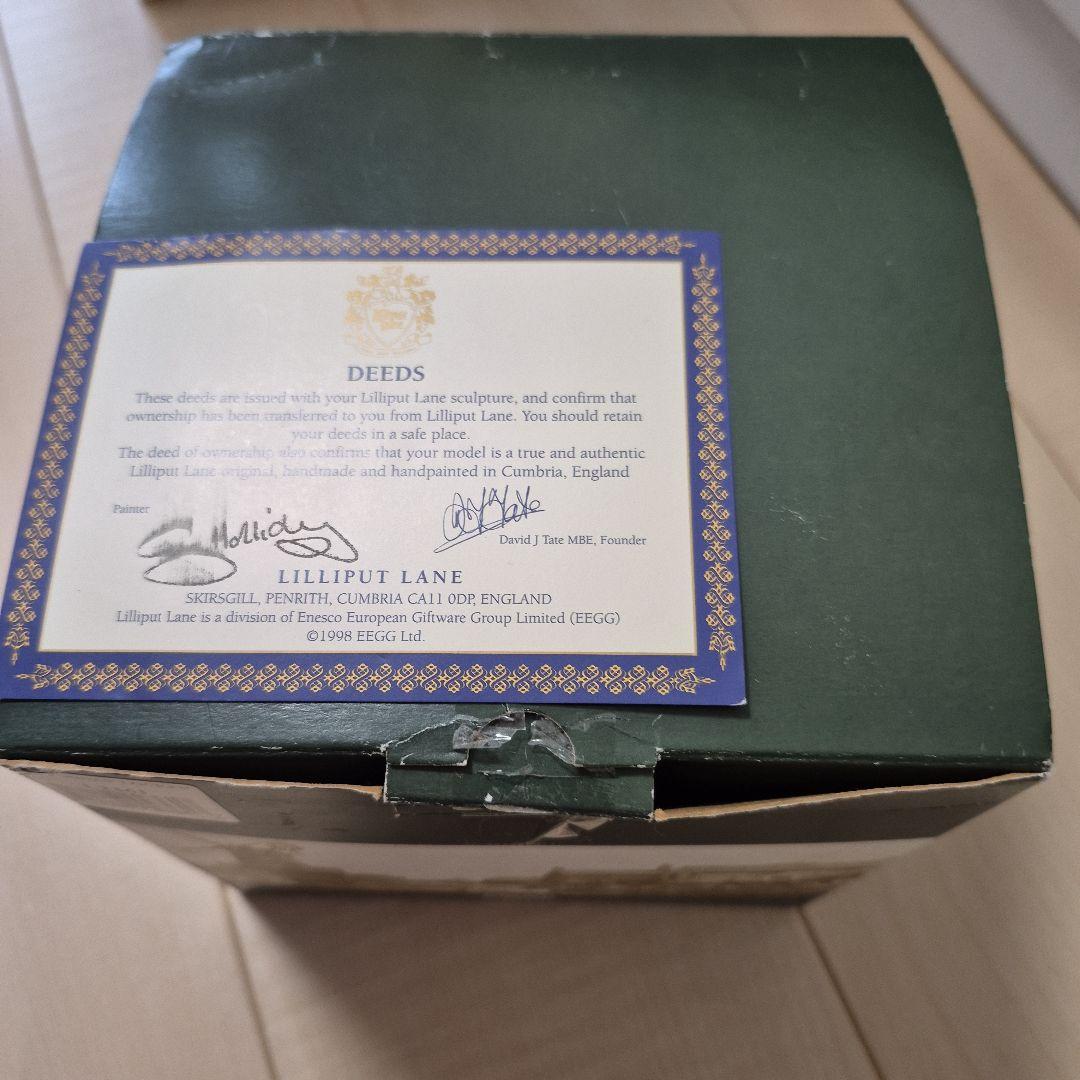 DEEDS
These deeds are issued with your Lilliput Lane sculpture, and confirm that
ownership has been transferred to you from Lilliput Lane. You should retain
your deeds in a safe place.
The deed of ownership also confirms that your model is a true and authentic
Lilliput Lane original, handmade and handpainted in Cumbria, England
Painter
Holliday
David J Tate MBE, Founder
LILLIPUT LANE
SKIRSGILL, PENRITH, CUMBRIA CA11 0DP, ENGLAND
Lilliput Lane is a division of Enesco European Giftware Group Limited (EEGG)
©1998 EEGG Ltd.